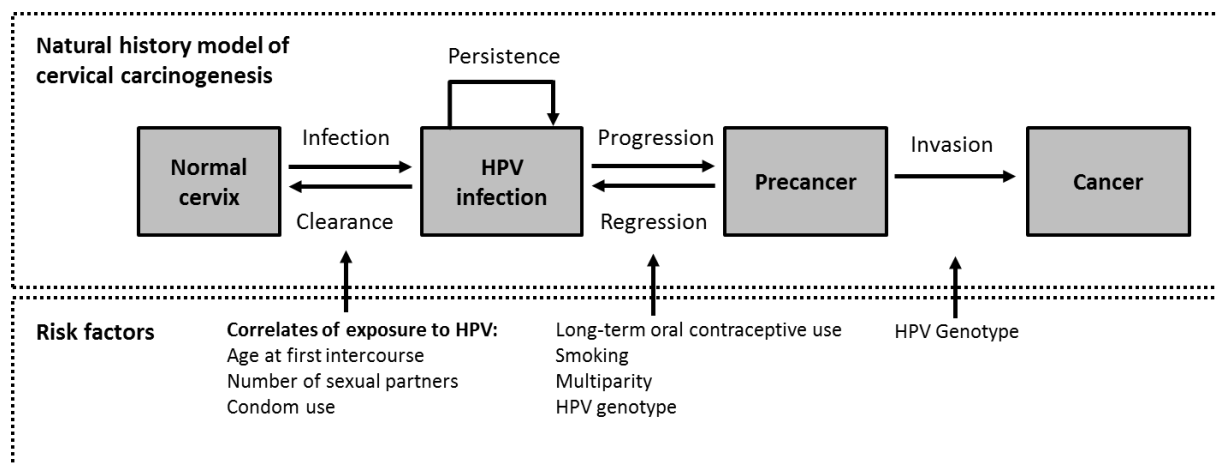 Natural history model of
cervical carcinogenesis
Persistence
Infection
Progression
Invasion
Normal
cervix
HPV
infection
Precancer
Cancer
Clearance
Regression
Risk factors
Correlates of exposure to HPV:
Age at first intercourse
Number of sexual partners
Condom use
Long-term oral contraceptive use
Smoking
Multiparity
HPV genotype
HPV Genotype